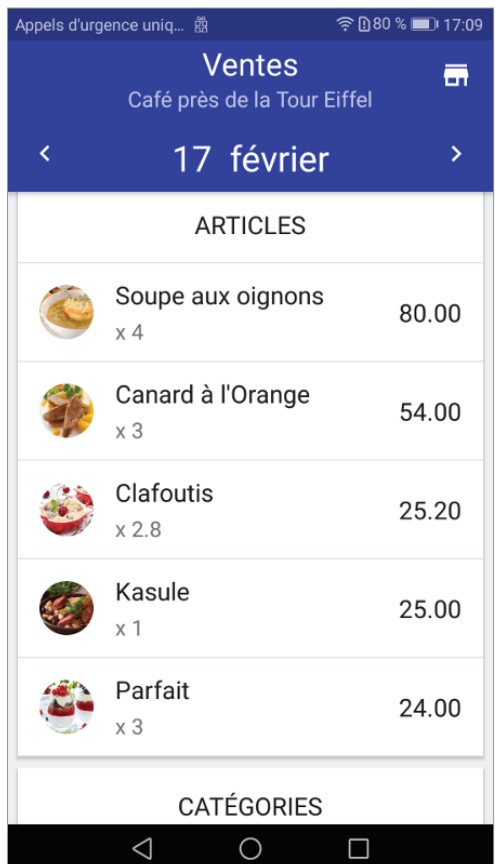 Appels d'urgence uniq... 80 % 17:09
Ventes
Café près de la Tour Eiffel
17 février
ARTICLES
Soupe aux oignons
80.00
x 4
Canard à l'Orange
54.00
x 3
Clafoutis
25.20
x 2.8
Kasule
25.00
x 1
Parfait
24.00
x 3
CATÉGORIES